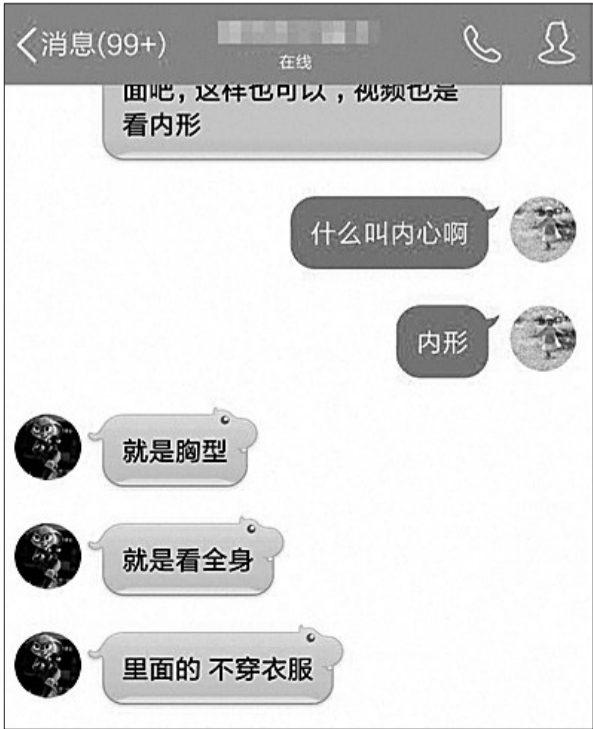 消息(99+)
在线
面吧，这样也可以，视频也是
看内形
什么叫内心啊
内形
就是胸型
就是看全身
里面的 不穿衣服